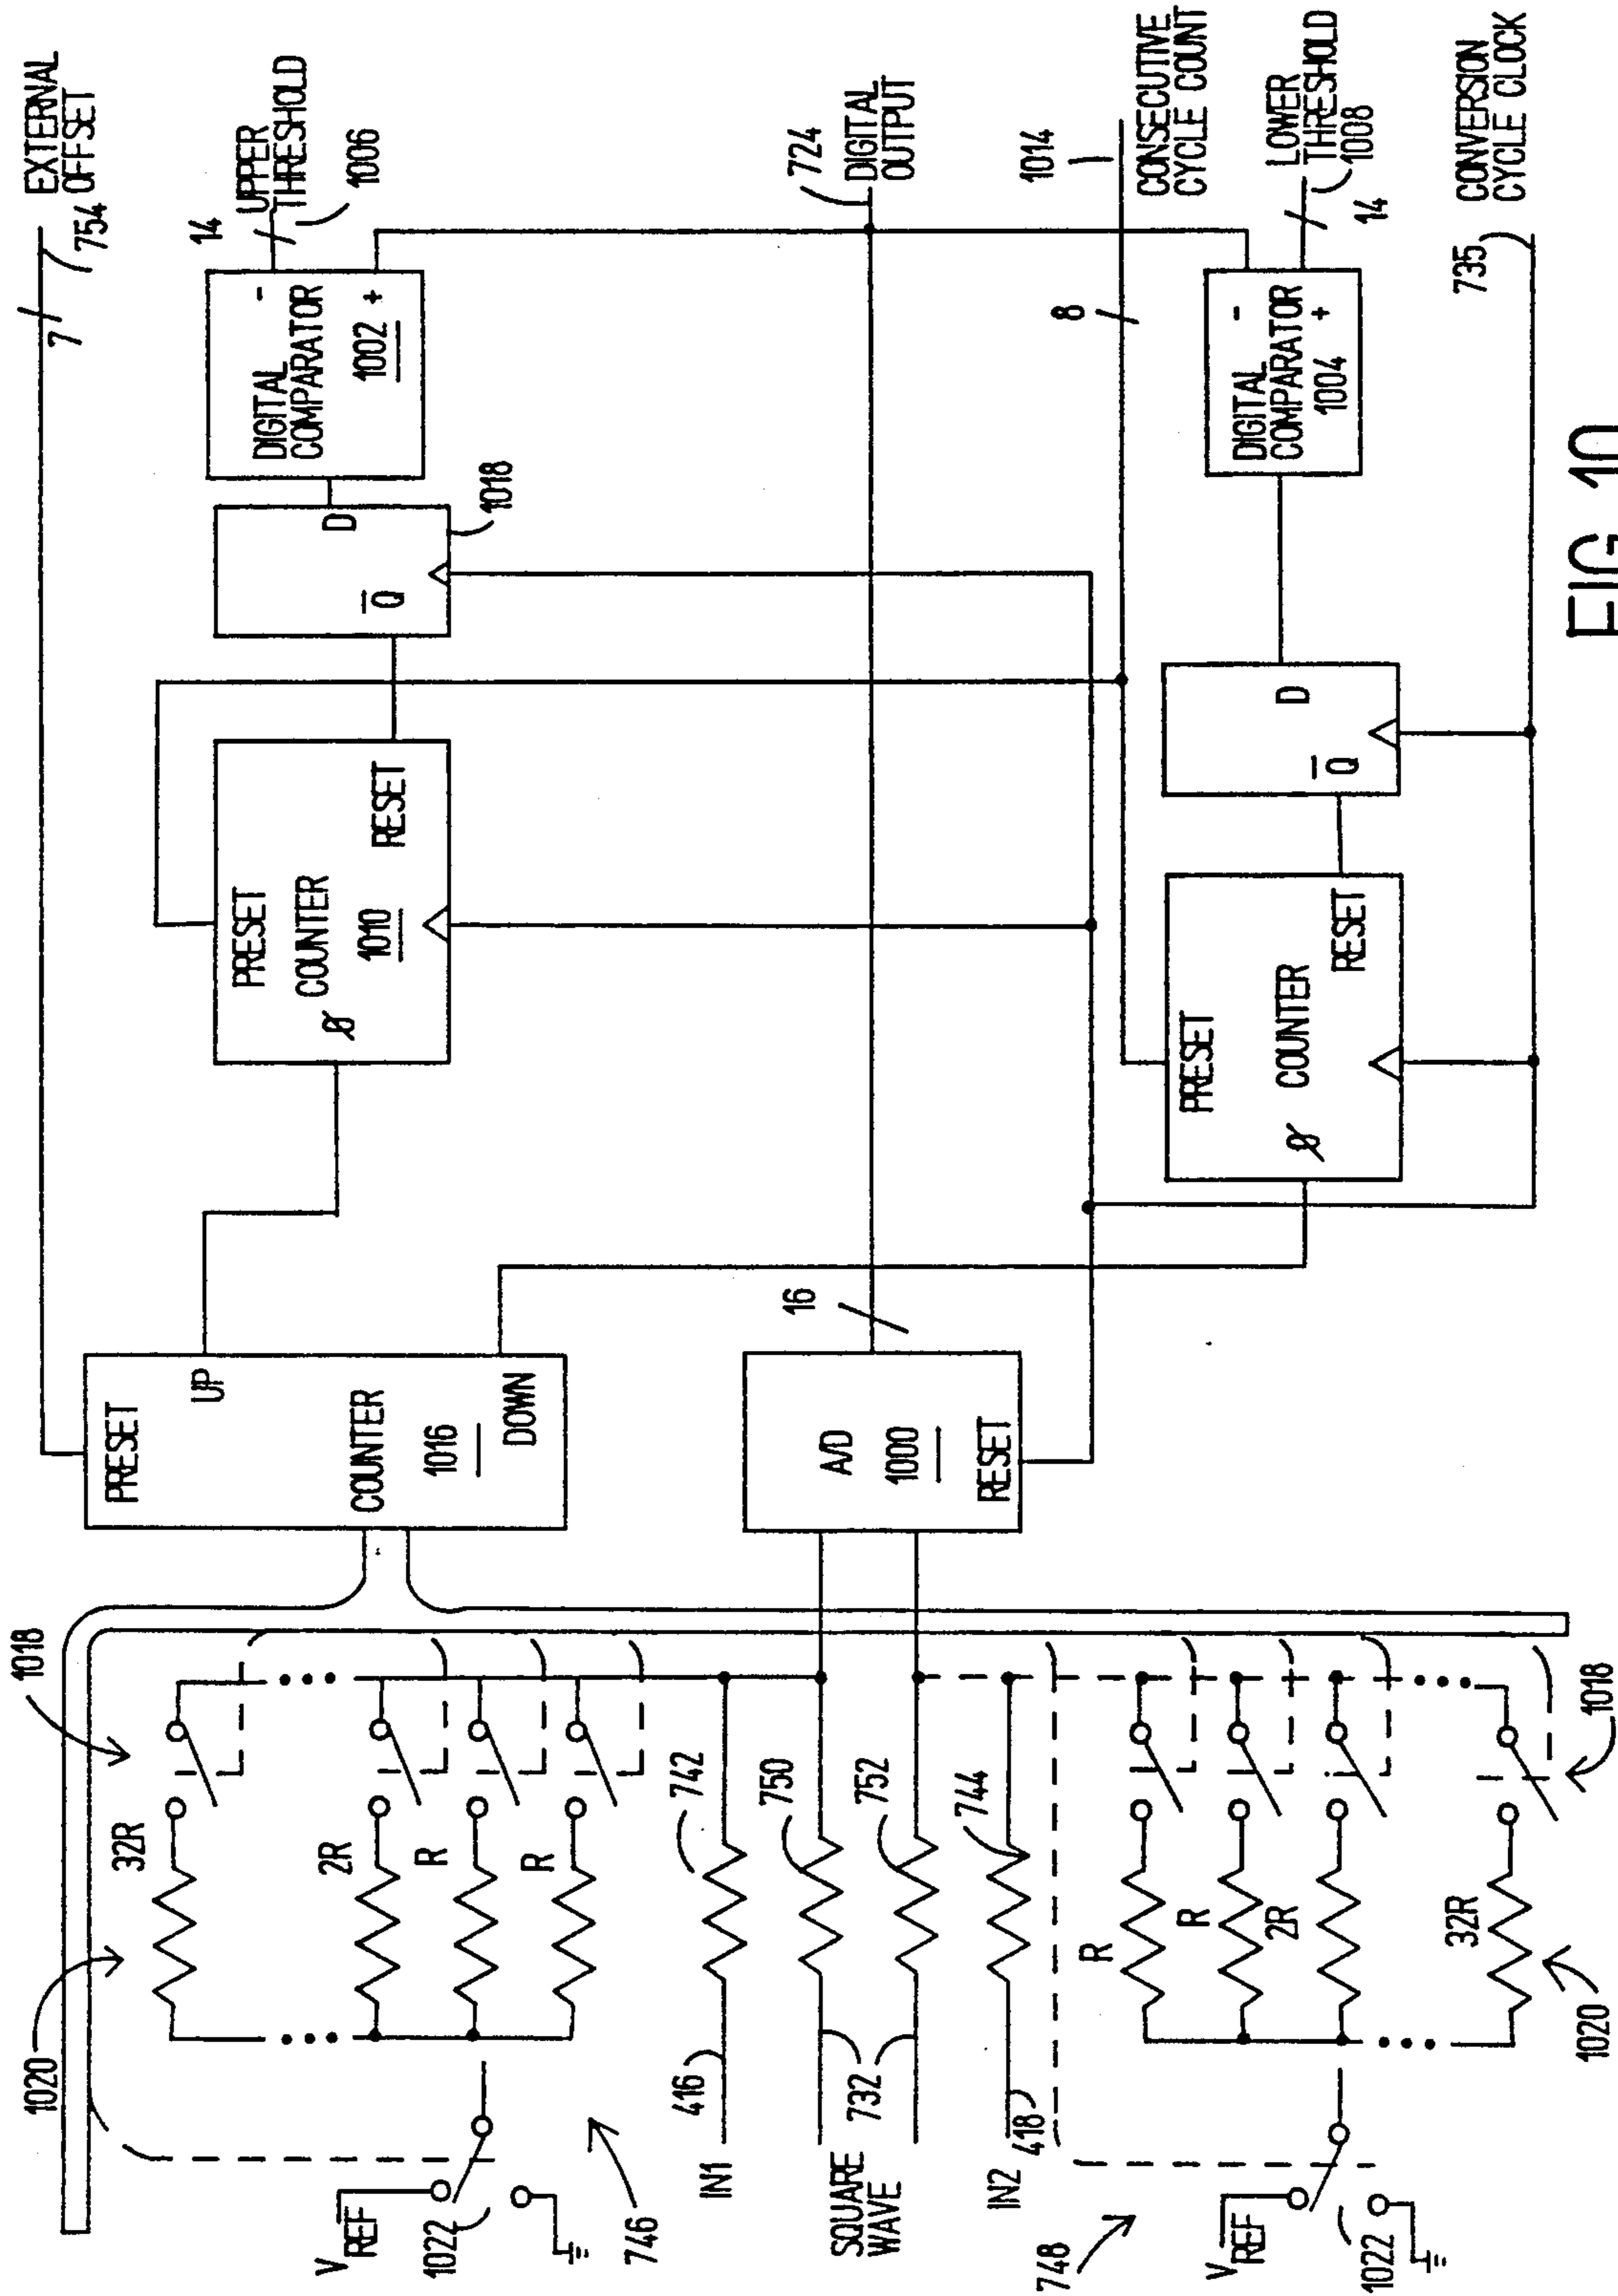 EXTERNAL
OFFSET
754
7
14
UPPER
THRESHOLD
1006
DIGITAL
COMPARATOR
1002
-
+
D
Q
1018
PRESET
COUNTER
1010
RESET
Ø
PRESET
UP
COUNTER
1016
DOWN
724
DIGITAL
OUTPUT
16
A/D
1000
RESET
1014
CONSECUTIVE
CYCLE COUNT
8
LOWER
THRESHOLD
1008
14
DIGITAL
COMPARATOR
1004
-
+
D
Q
PRESET
COUNTER
RESET
Ø
735
CONVERSION
CYCLE CLOCK
1018
1020
32R
2R
R
R
VREF
1022
746
742
416
IN1
750
752
732
SQUARE
WAVE
744
418
IN2
748
R
R
2R
32R
1018
1020
VREF
1022
FIG. 10